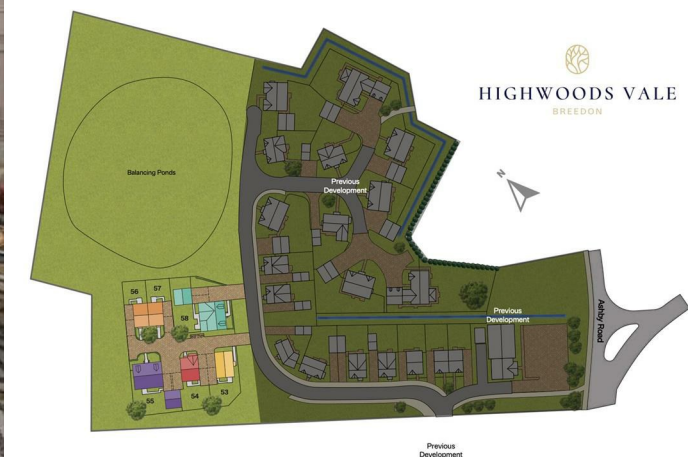 HIGHWOODS VALE
BREEDON
N
Balancing Ponds
Previous
Development
56
57
58
Previous
Development
Ashby Road
55
54
53
Previous
Development